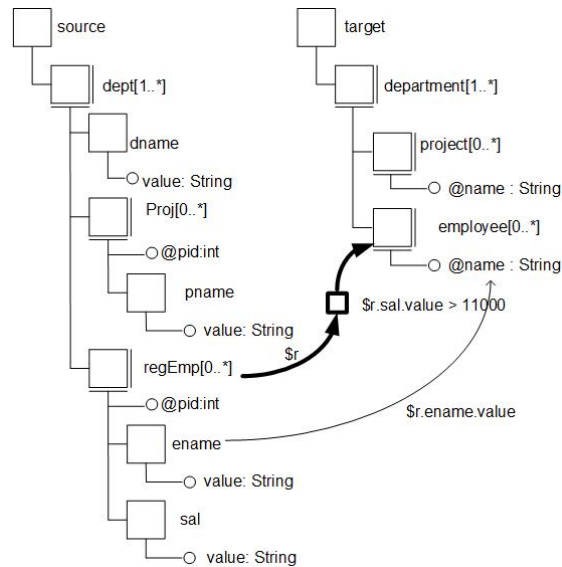 source
dept[1..*]
dname
value: String
Proj[0..*]
@pid:int
pname
value: String
regEmp[0..*]
@pid:int
ename
value: String
sal
value: String
target
department[1..*]
project[0..*]
@name : String
employee[0..*]
@name : String
$r.sal.value > 11000
$r
$r.ename.value